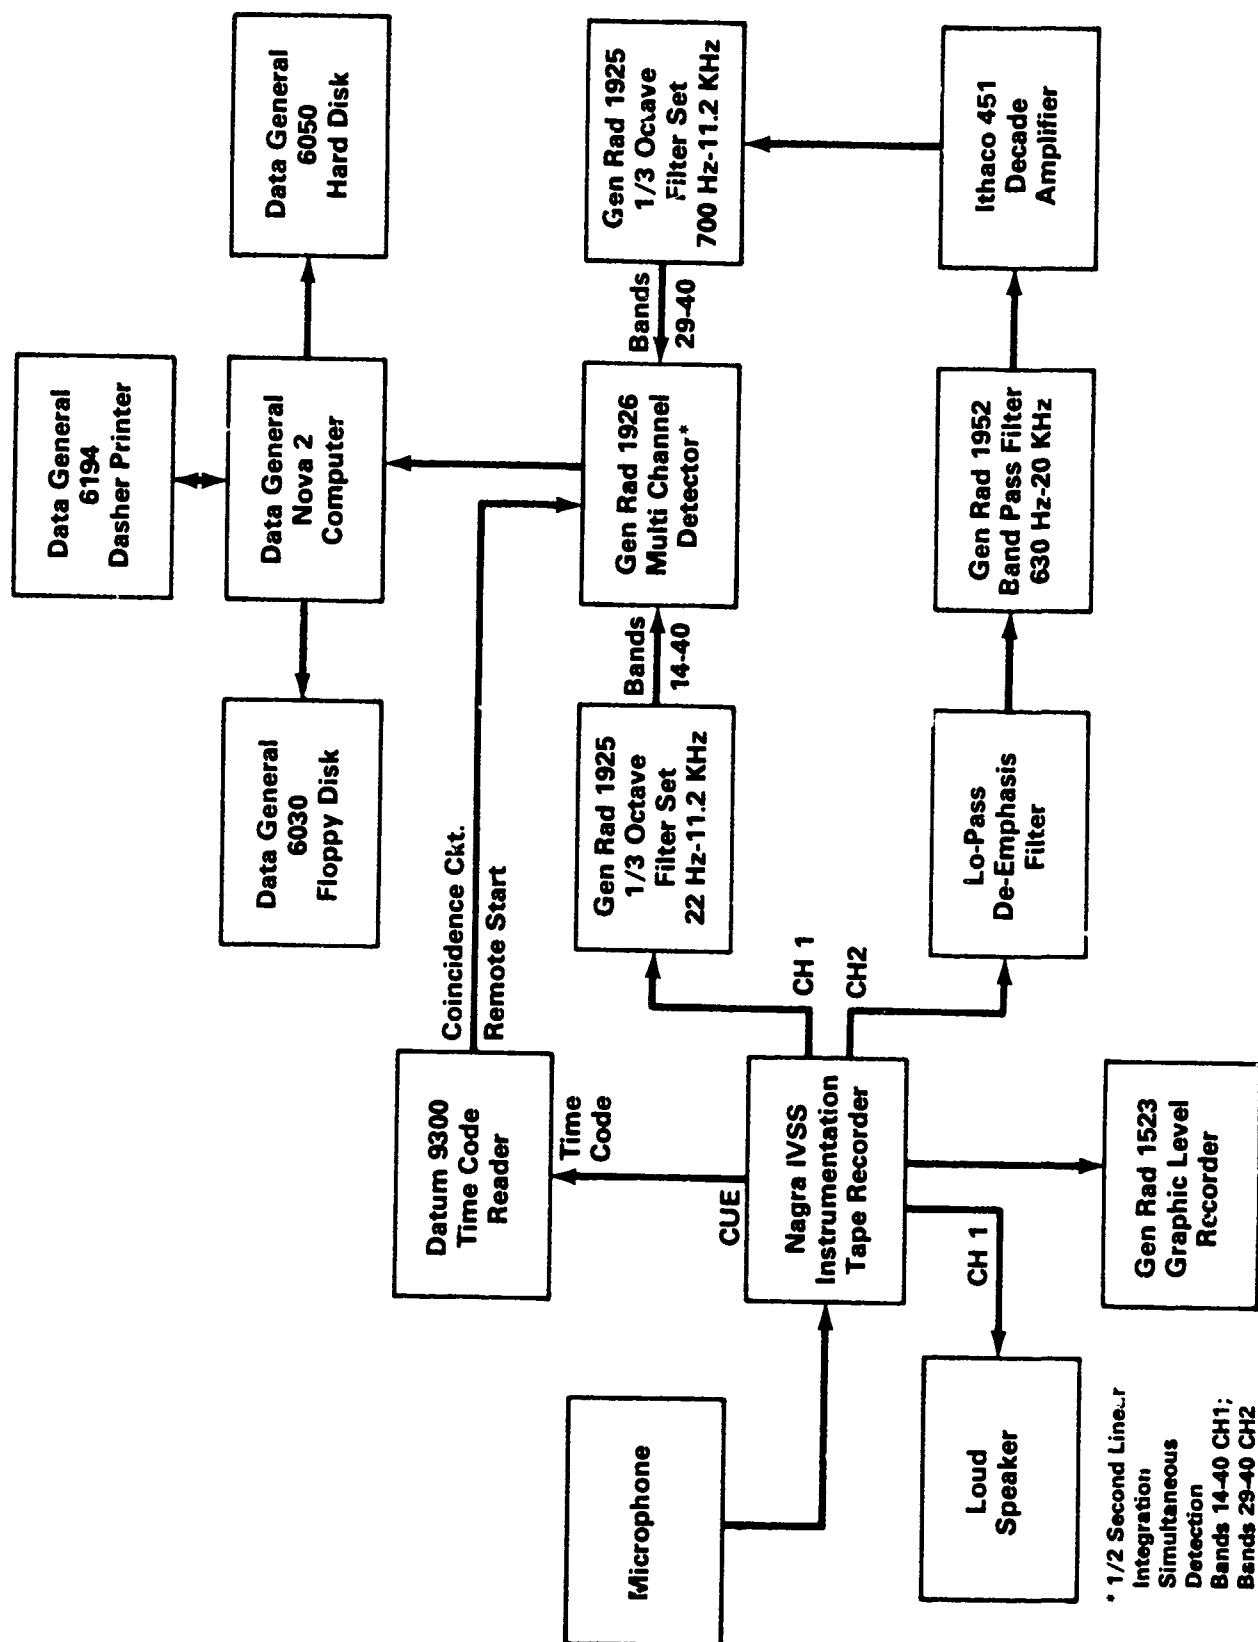 Microphone
Loud
Speaker
* 1/2 Second Linear
Integration
Simultaneous
Detection
Bands 14-40 CH1;
Bands 29-40 CH2
Datum 9300
Time Code
Reader
CUE
Time
Code
Nagra IVSS
Instrumentation
Tape Recorder
CH 1
Gen Rad 1523
Graphic Level
Recorder
Coincidence Ckt.
Remote Start
CH 1
CH2
Data General
6030
Floppy Disk
Gen Rad 1925
1/3 Octave
Filter Set
22 Hz-11.2 KHz
Lo-Pass
De-Emphasis
Filter
Bands
14-40
Data General
6194
Dasher Printer
Data General
Nova 2
Computer
Gen Rad 1926
Multi Channel
Detector*
Gen Rad 1952
Band Pass Filter
630 Hz-20 KHz
Bands
29-40
Data General
6050
Hard Disk
Gen Rad 1925
1/3 Octave
Filter Set
700 Hz-11.2 KHz
Ithaco 451
Decade
Amplifier